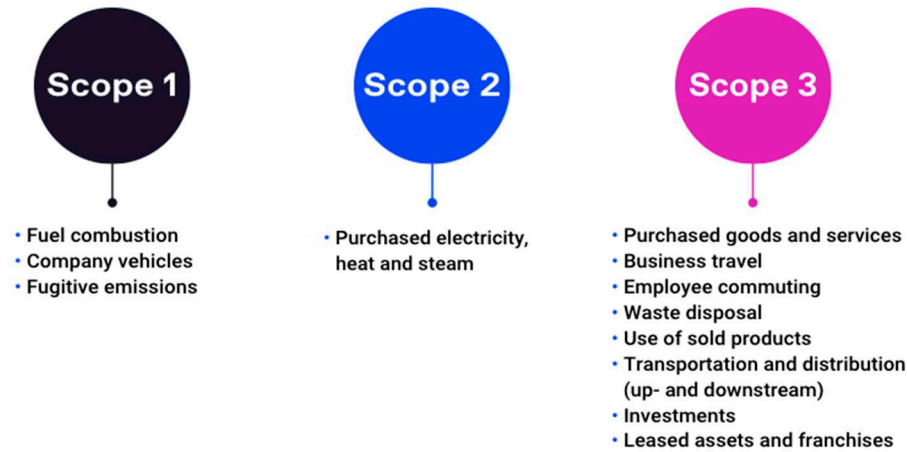 Scope 1
• Fuel combustion
• Company vehicles
• Fugitive emissions
Scope 2
• Purchased electricity,
heat and steam
Scope 3
• Purchased goods and services
• Business travel
• Employee commuting
• Waste disposal
• Use of sold products
• Transportation and distribution
(up- and downstream)
• Investments
• Leased assets and franchises